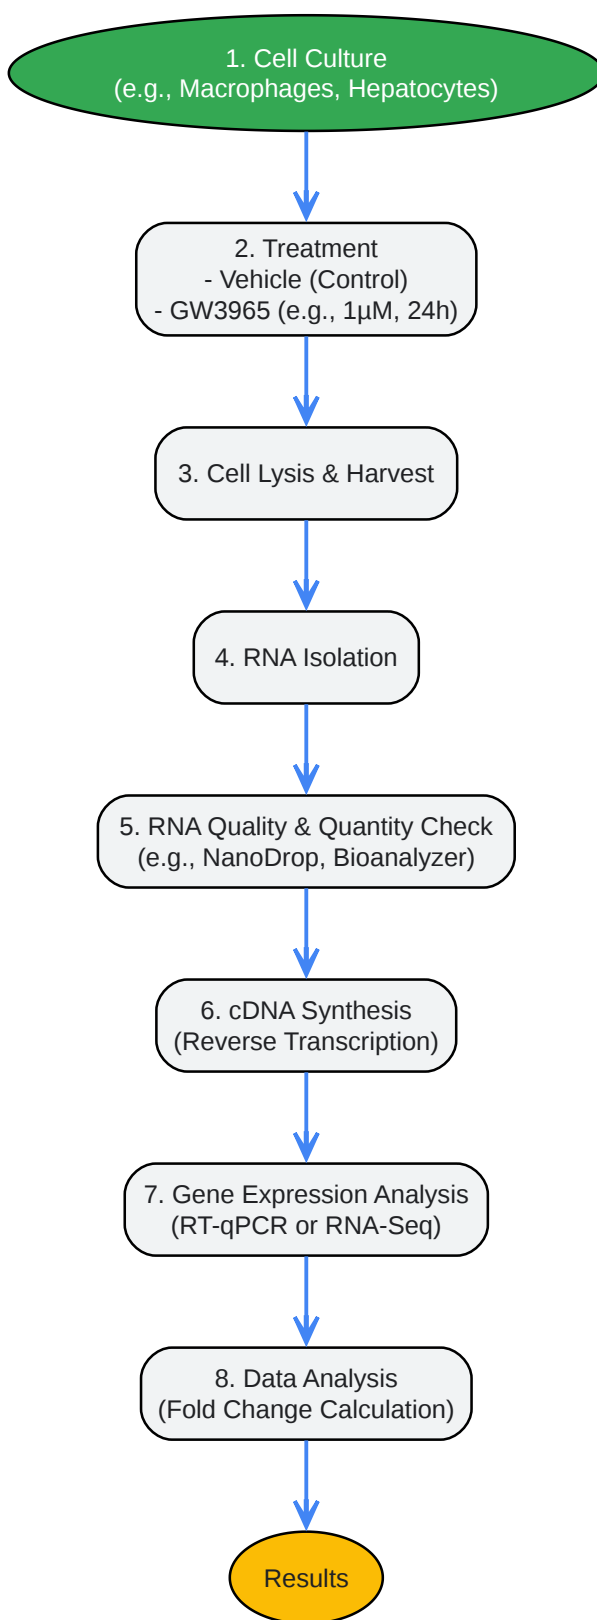 1. Cell Culture
(e.g., Macrophages, Hepatocytes)
2. Treatment
- Vehicle (Control)
- GW3965 (e.g., 1µM, 24h)
3. Cell Lysis & Harvest
4. RNA Isolation
5. RNA Quality & Quantity Check
(e.g., NanoDrop, Bioanalyzer)
6. cDNA Synthesis
(Reverse Transcription)
7. Gene Expression Analysis
(RT-qPCR or RNA-Seq)
8. Data Analysis
(Fold Change Calculation)
Results